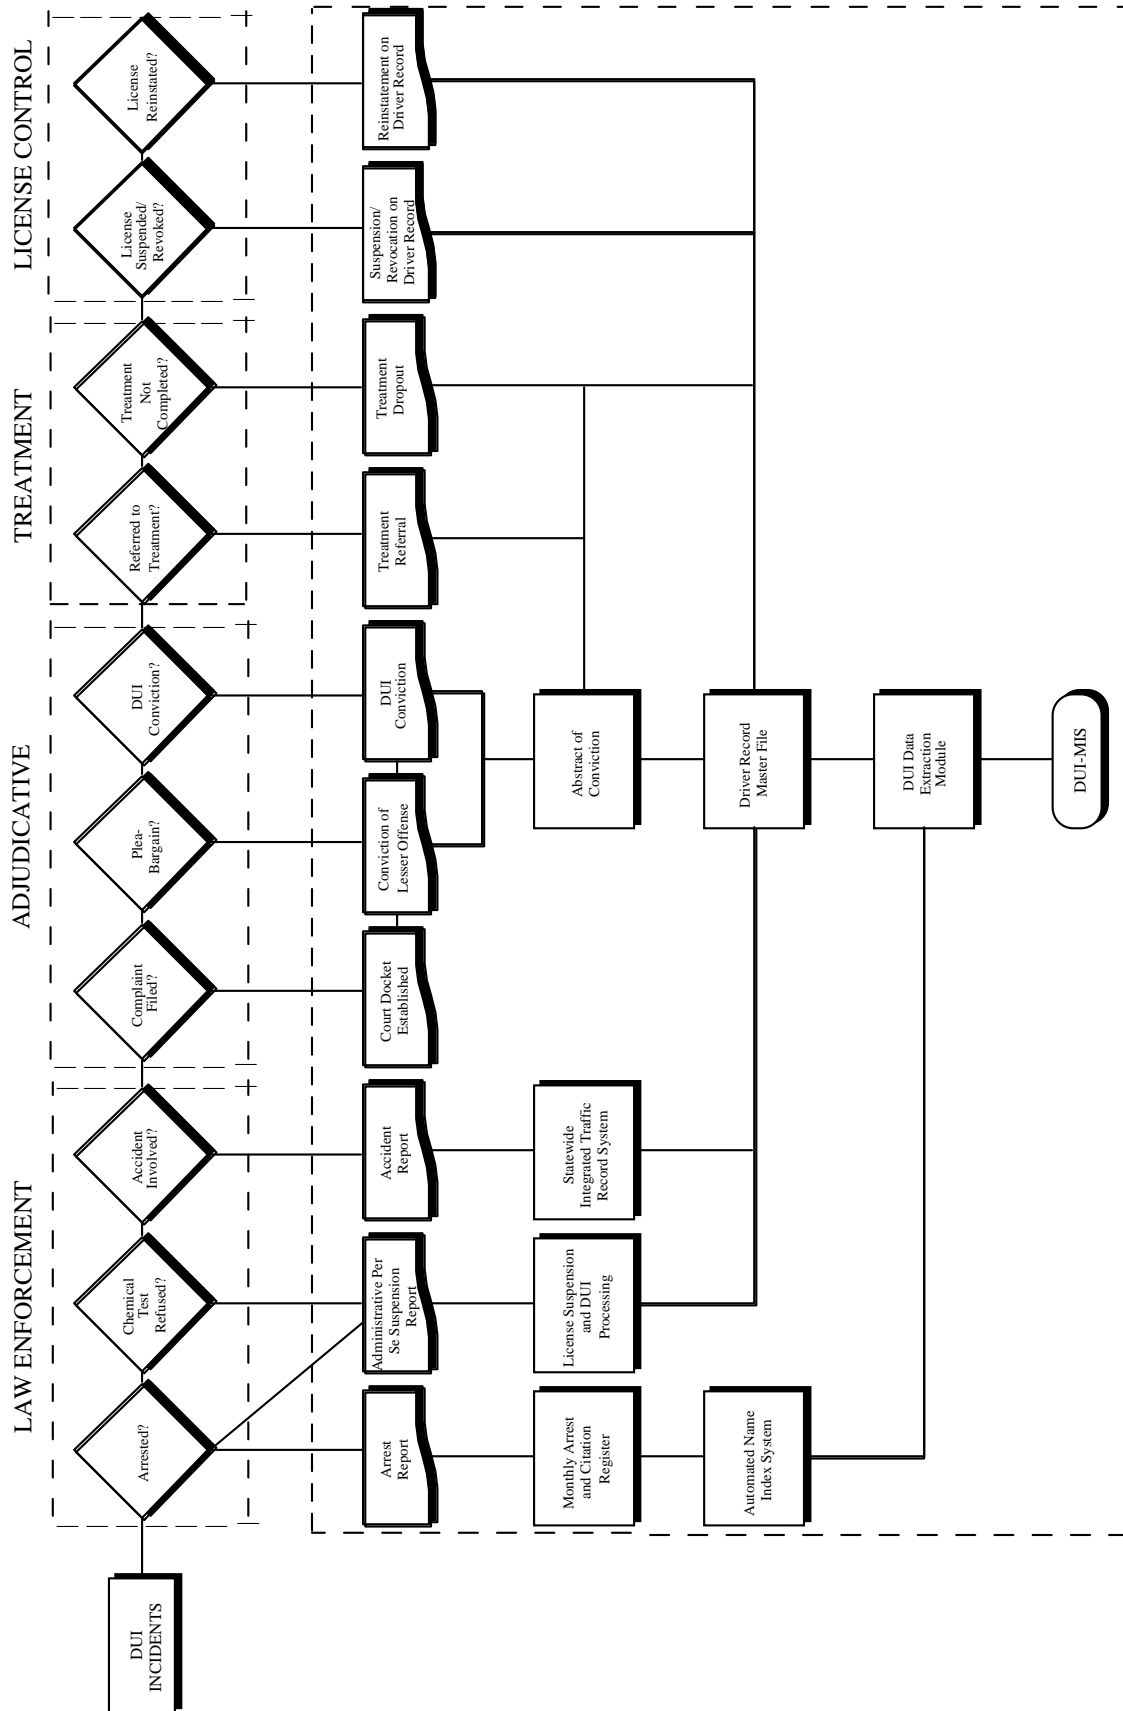 LAW ENFORCEMENT
ADJUDICATIVE
TREATMENT
LICENSE CONTROL
DUI
INCIDENTS
Arrested?
Chemical
Test
Refused?
Accident
Involved?
Complaint
Filed?
Plea-
Bargain?
DUI
Conviction?
Referred to
Treatment?
Treatment
Not
Completed?
License
Suspended/
Revoked?
License
Reinstated?
Arrest
Report
Administrative Per
Se Suspension
Report
Accident
Report
Court Docket
Established
Conviction of
Lesser Offense
DUI
Conviction
Treatment
Referral
Treatment
Dropout
Suspension/
Revocation on
Driver Record
Reinstatement on
Driver Record
Monthly Arrest
and Citation
Register
License Suspension
and DUI
Processing
Statewide
Integrated Traffic
Record System
Abstract of
Conviction
Automated Name
Index System
Driver Record
Master File
DUI Data
Extraction
Module
DUI-MIS